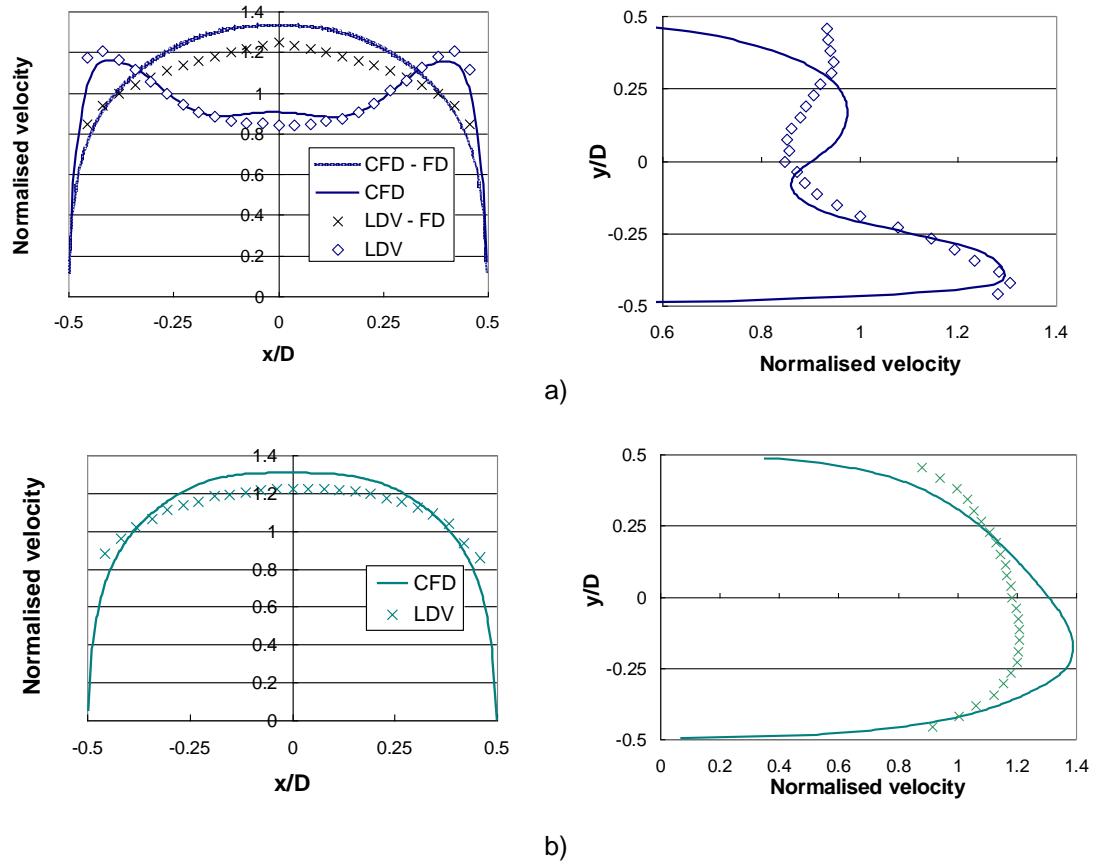 Normalised velocity
1.4
1.2
1
0.8
0.6
0.4
0.2
0
-0.5 -0.25 0 0.25 0.5
x/D
CFD - FD
CFD
LDV - FD
LDV
y/D
0.5
0.25
0
-0.25
-0.5
0.6 0.8 1 1.2 1.4
Normalised velocity
a)
Normalised velocity
1.4
1.2
1
0.8
0.6
0.4
0.2
0
-0.5 -0.25 0 0.25 0.5
x/D
CFD
LDV
y/D
0.5
0.25
0
-0.25
-0.5
0 0.2 0.4 0.6 0.8 1 1.2 1.4
Normalised velocity
b)